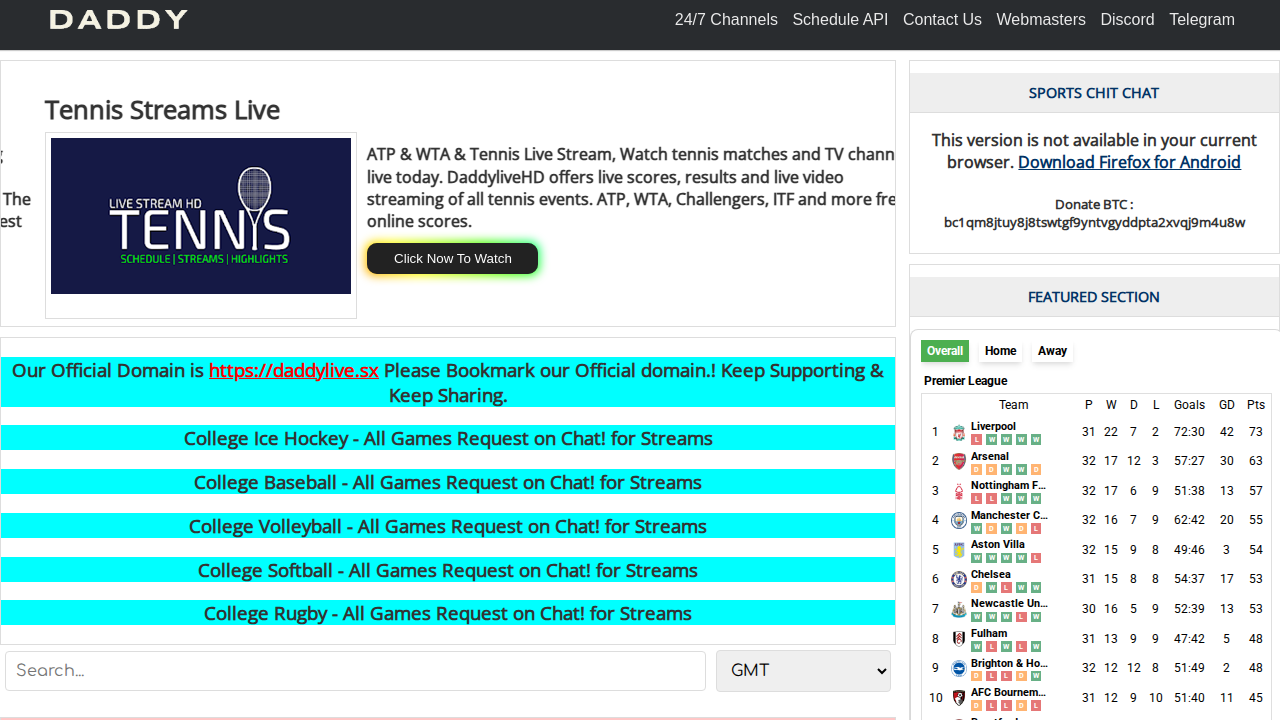 DADDY
24/7 Channels Schedule API Contact Us Webmasters Discord Telegram
The
est
Tennis Streams Live
LIVE STREAM HD
TENNIS
SCHEDULE | STREAMS | HIGHLIGHTS
ATP & WTA & Tennis Live Stream, Watch tennis matches and TV chann
live today. DaddyliveHD offers live scores, results and live video
streaming of all tennis events. ATP, WTA, Challengers, ITF and more fre
online scores.
Click Now To Watch
Our Official Domain is https://daddylive.sx Please Bookmark our Official domain.! Keep Supporting &
Keep Sharing.
College Ice Hockey - All Games Request on Chat! for Streams
College Baseball - All Games Request on Chat! for Streams
College Volleyball - All Games Request on Chat! for Streams
College Softball - All Games Request on Chat! for Streams
College Rugby - All Games Request on Chat! for Streams
Search...
GMT
SPORTS CHIT CHAT
This version is not available in your current
browser. Download Firefox for Android
Donate BTC :
bc1qm8jtuy8j8tswtgf9yntvgyddpta2xvqj9m4u8w
FEATURED SECTION
Overall Home Away
Premier League
Team P W D L Goals GD Pts
1 Liverpool 31 22 7 2 72:30 42 73
L W W W W
2 Arsenal 32 17 12 3 57:27 30 63
D D W W D
3 Nottingham F... 32 17 6 9 51:38 13 57
L L W W W
4 Manchester C... 32 16 7 9 62:42 20 55
W D W D L
5 Aston Villa 32 15 9 8 49:46 3 54
W W W W L
6 Chelsea 31 15 8 8 54:37 17 53
D W L W W
7 Newcastle Un... 30 16 5 9 52:39 13 53
W W W L W
8 Fulham 31 13 9 9 47:42 5 48
W L W L W
9 Brighton & Ho... 32 12 12 8 51:49 2 48
D L L D W
10 AFC Bournem... 31 12 9 10 51:40 11 45
D L L D L